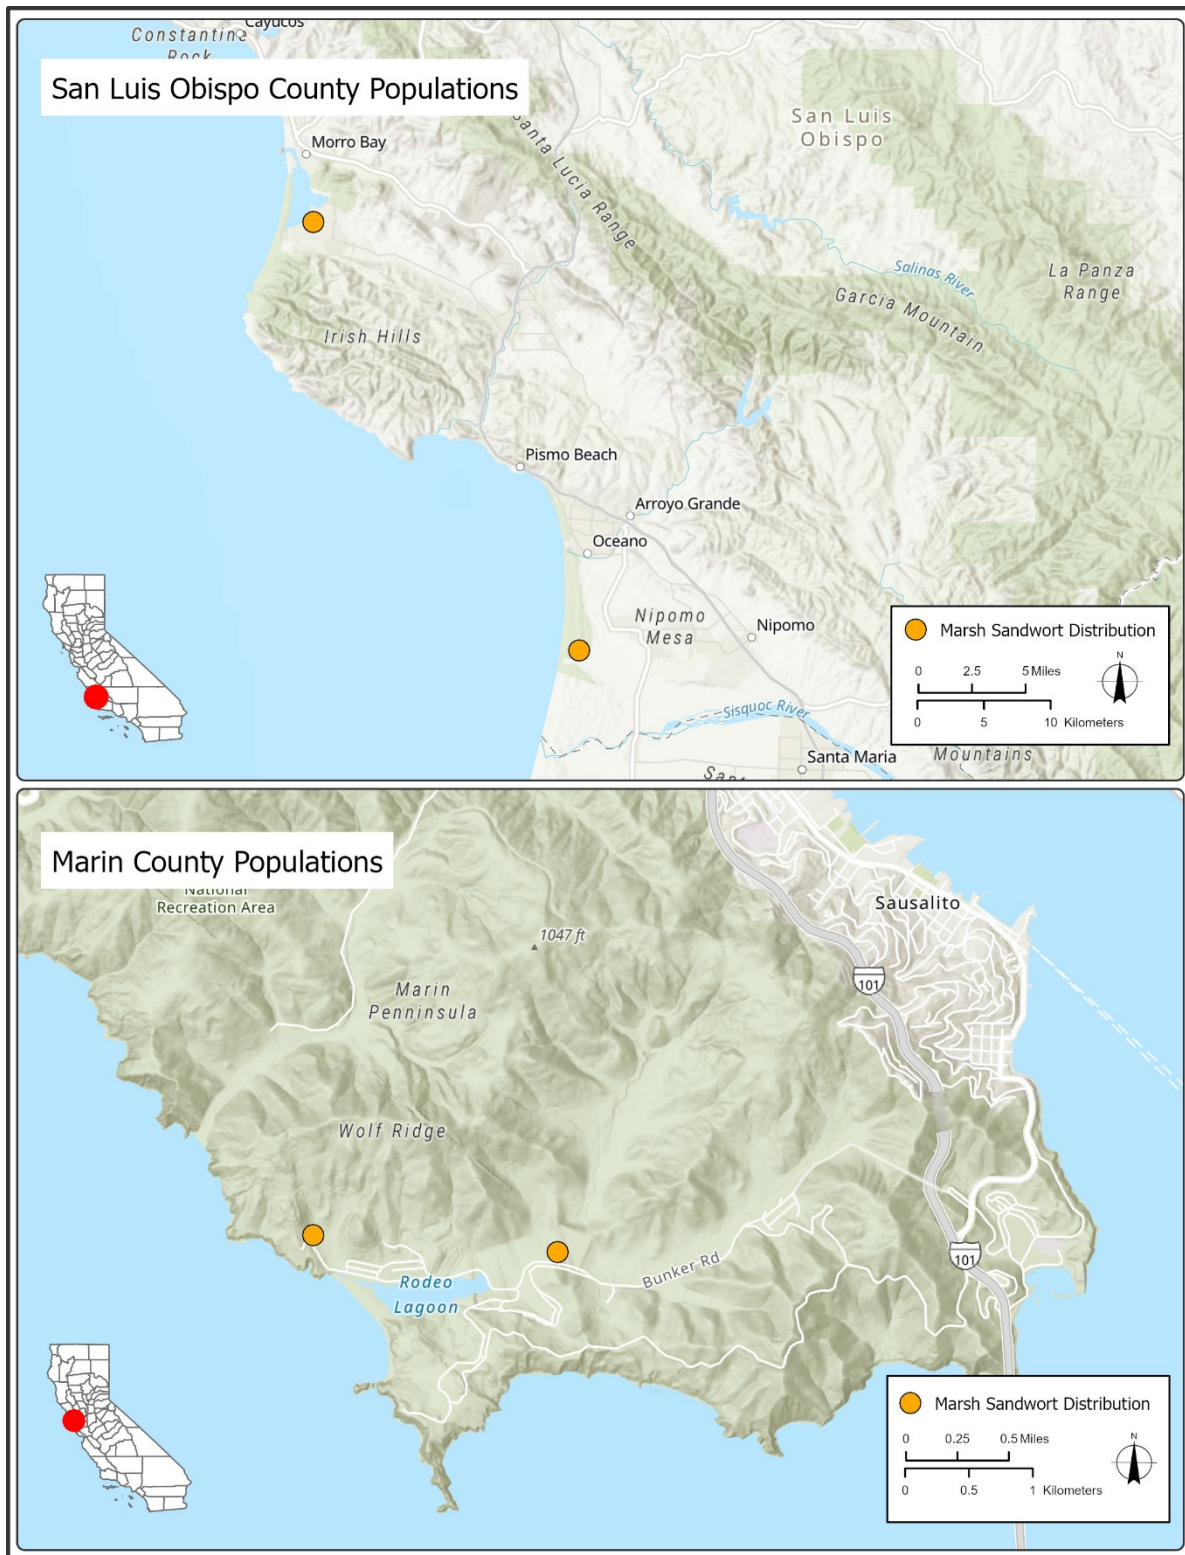 Cayucos
Constantine
Rock
San Luis Obispo County Populations
San Luis
Obispo
Morro Bay
Santa Lucia Range
Salinas River
La Panza
Range
Garcia Mountain
Irish Hills
Pismo Beach
Arroyo Grande
Oceano
Nipomo
Mesa
Nipomo
Marsh Sandwort Distribution
0 2.5 5 Miles
N
0 5 10 Kilometers
Sisquoc River
Mountains
Santa Maria
Marin County Populations
National
Recreation Area
Sausalito
1047 ft
101
Marin
Penninsula
Wolf Ridge
101
Bunker Rd
Rodeo
Lagoon
Marsh Sandwort Distribution
0 0.25 0.5 Miles
N
0 0.5 1 Kilometers